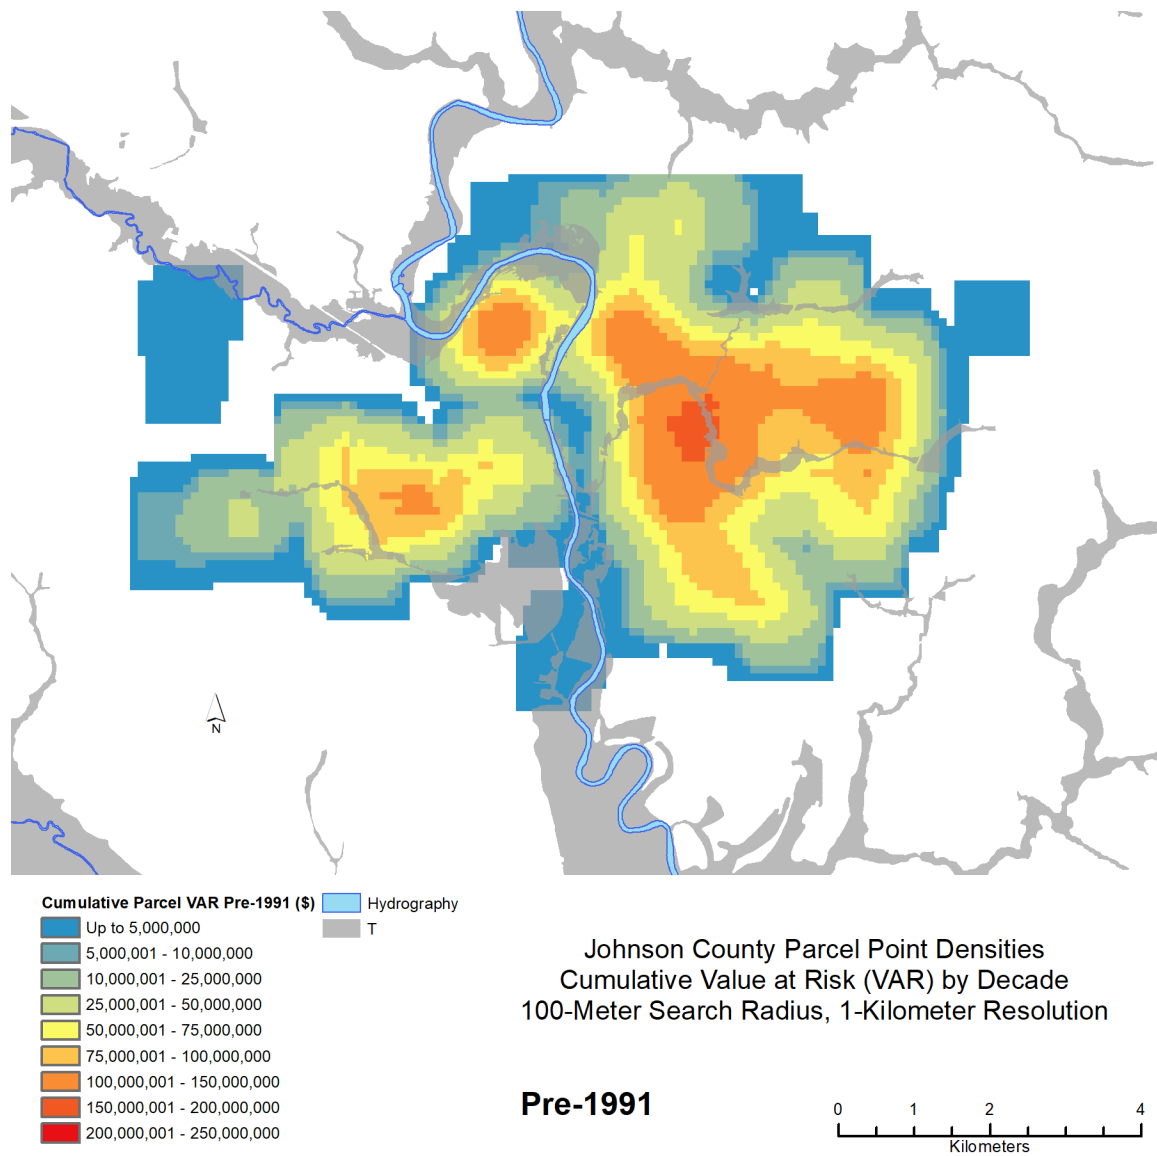 N
Cumulative Parcel VAR Pre-1991 ($)
Up to 5,000,000
5,000,001 - 10,000,000
10,000,001 - 25,000,000
25,000,001 - 50,000,000
50,000,001 - 75,000,000
75,000,001 - 100,000,000
100,000,001 - 150,000,000
150,000,001 - 200,000,000
200,000,001 - 250,000,000
Hydrography
T
Johnson County Parcel Point Densities
Cumulative Value at Risk (VAR) by Decade
100-Meter Search Radius, 1-Kilometer Resolution
Pre-1991
0 1 2 4
Kilometers